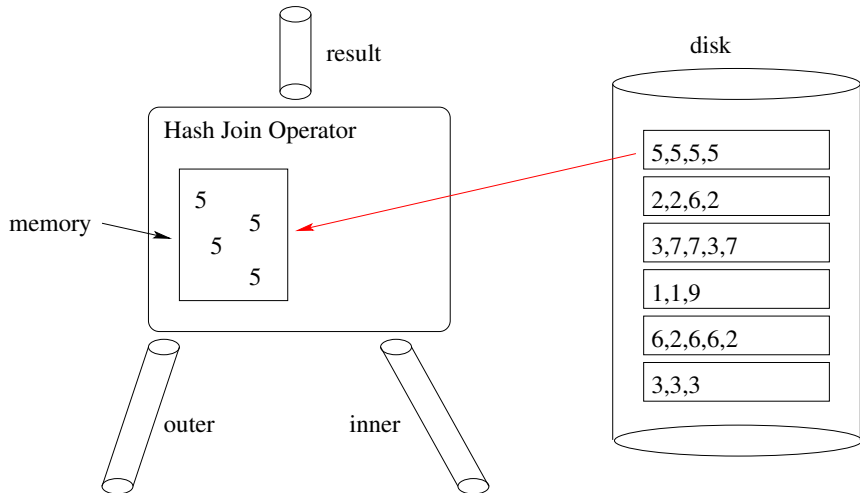 result
disk
Hash Join Operator
memory
5
5
5
5
outer
inner
5,5,5,5
2,2,6,2
3,7,7,3,7
1,1,9
6,2,6,6,2
3,3,3